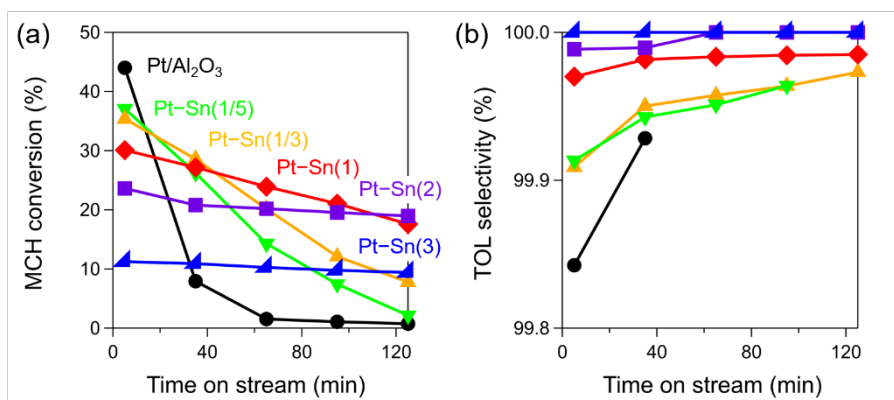 (a)
50
40
30
20
10
0
MCH conversion (%)
Pt/Al₂O₃
Pt−Sn(1/5)
Pt−Sn(1/3)
Pt−Sn(1)
Pt−Sn(2)
Pt−Sn(3)
0 40 80 120
Time on stream (min)
(b)
100.0
99.9
99.8
TOL selectivity (%)
0 40 80 120
Time on stream (min)